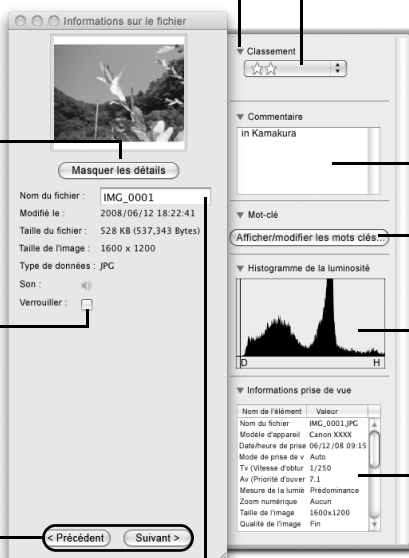 Informations sur le fichier
Masquer les détails
Nom du fichier : IMG_0001
Modifié le : 2008/06/12 18:22:41
Taille du fichier : 528 KB (537,343 Bytes)
Taille de l'image : 1600 x 1200
Type de données : JPG
Son :
Verrouiller :
< Précédent Suivant >
Classement
☆☆
Commentaire
in Kamakura
Mot-clé
Afficher/modifier les mots clés...
Histogramme de la luminosité
D H
Informations prise de vue
Nom de l'élément Valeur
Nom du fichier IMG_0001.JPG
Modèle d'appareil Canon XXXX
Date/heure de prise 06/12/08 09:15
Mode de prise de v Auto
Tv (Vitesse d'obtur 1/250
Av (Priorité d'ouver 7.1
Mesure de la lumiè Prédominance
Zoom numérique Aucun
Taille de l'image 1600x1200
Qualité de l'image Fin